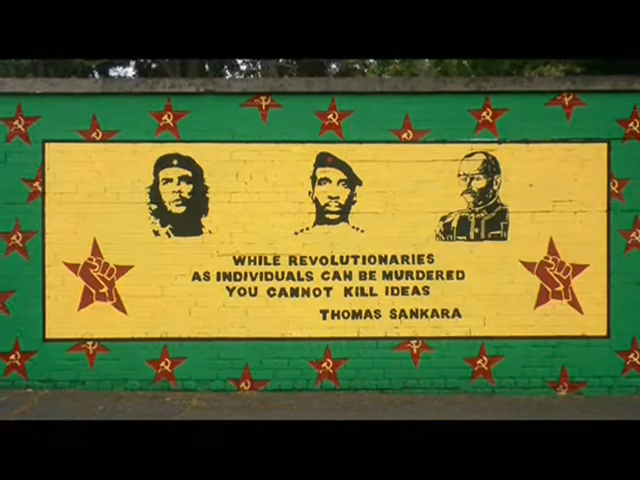 WHILE REVOLUTIONARIES
AS INDIVIDUALS CAN BE MURDERED
YOU CANNOT KILL IDEAS
THOMAS SANKARA